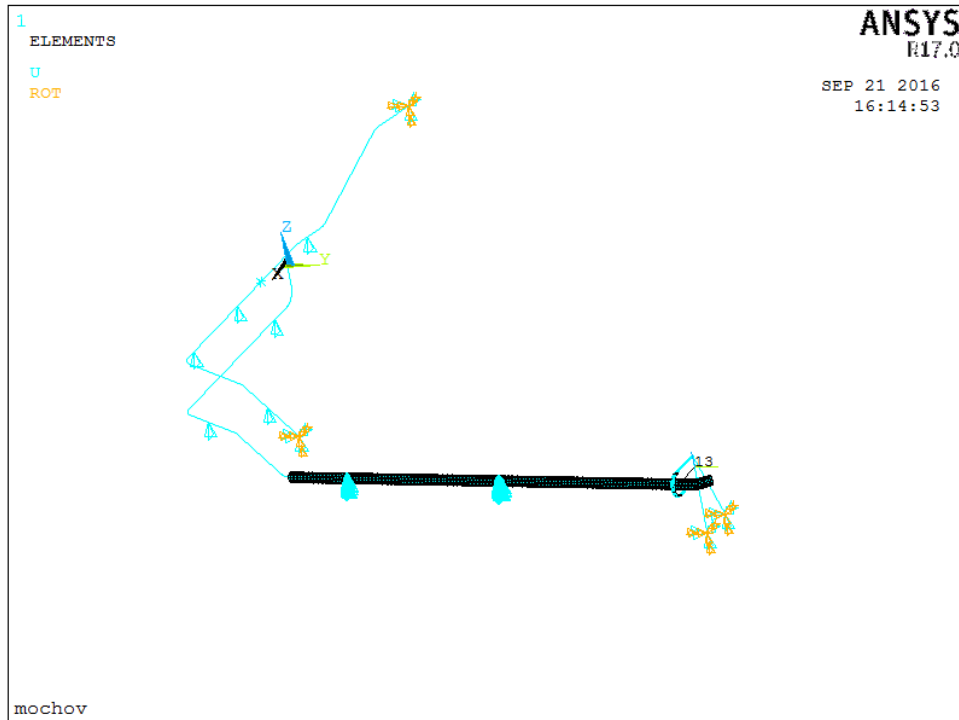 1
ELEMENTS
U
ROT
ANSYS
R17.0
SEP 21 2016
16:14:53
Z
Y
X
13
mochov